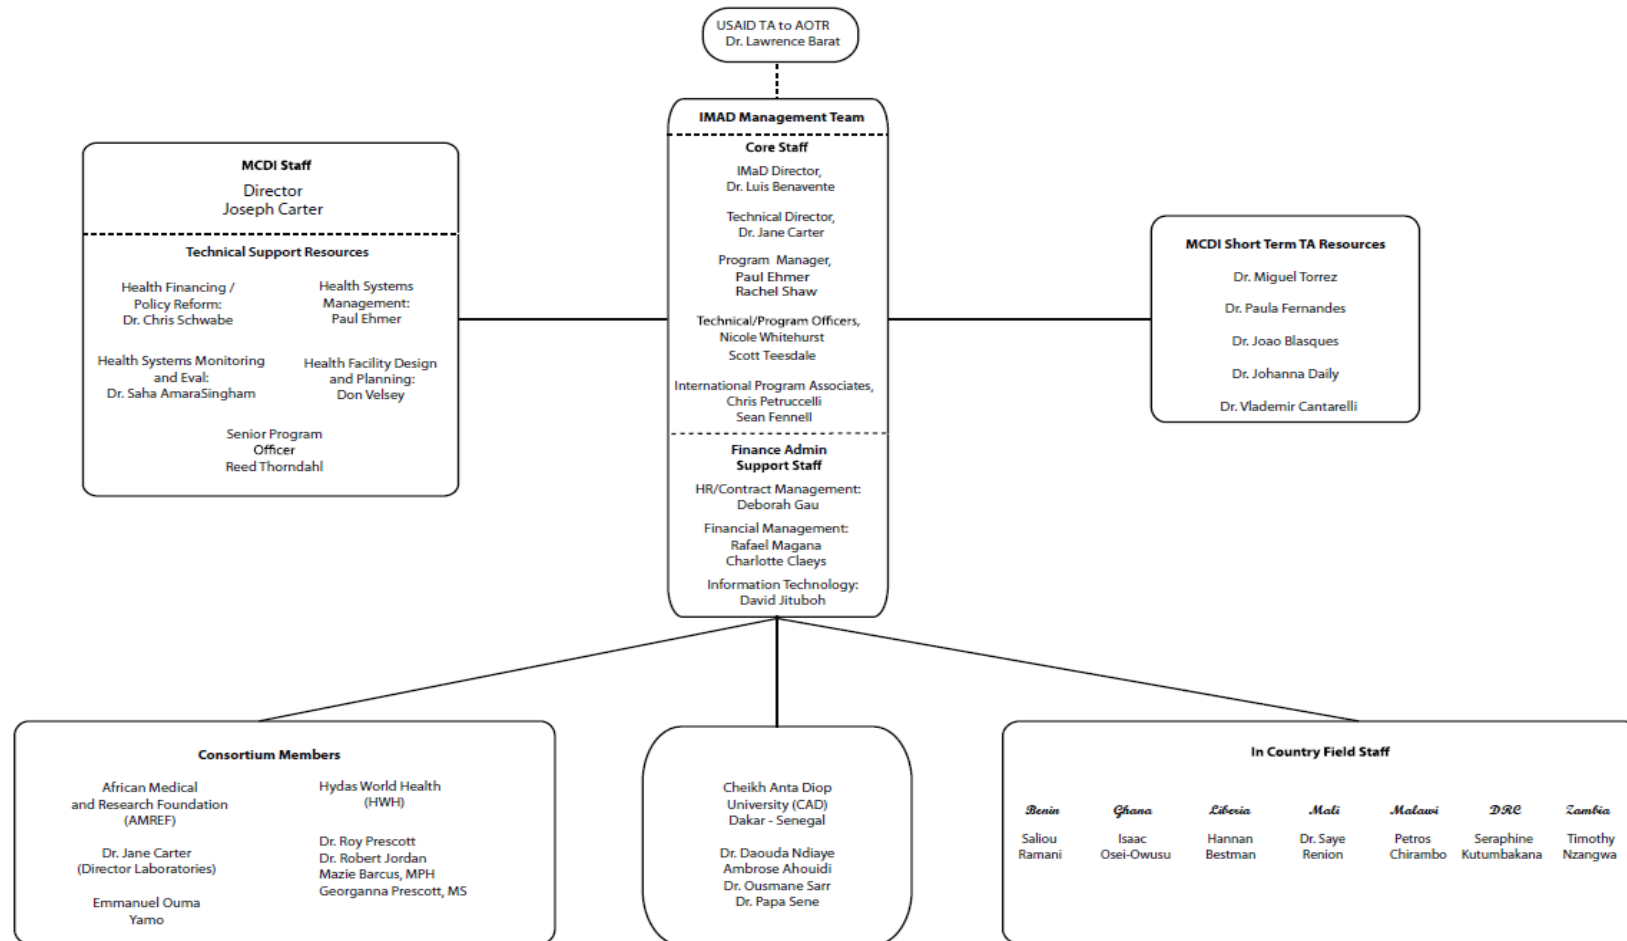 USAID TA to AOTR
Dr. Lawrence Barat
IMAD Management Team
Core Staff
IMaD Director,
Dr. Luis Benavente
Technical Director,
Dr. Jane Carter
Program Manager,
Paul Ehmer
Rachel Shaw
Technical/Program Officers,
Nicole Whitehurst
Scott Teesdale
International Program Associates,
Chris Petruccelli
Sean Fennell
Finance Admin
Support Staff
HR/Contract Management:
Deborah Gau
Financial Management:
Rafael Magana
Charlotte Claeys
Information Technology:
David Jituboh
MCDI Staff
Director
Joseph Carter
Technical Support Resources
Health Financing /
Policy Reform:
Dr. Chris Schwabe
Health Systems
Management:
Paul Ehmer
Health Systems Monitoring
and Eval:
Dr. Saha AmaraSingham
Health Facility Design
and Planning:
Don Velsey
Senior Program
Officer
Reed Thorndahl
MCDI Short Term TA Resources
Dr. Miguel Torrez
Dr. Paula Fernandes
Dr. Joao Blasques
Dr. Johanna Daily
Dr. Vlademir Cantarelli
Consortium Members
African Medical
and Research Foundation
(AMREF)
Dr. Jane Carter
(Director Laboratories)
Emmanuel Ouma
Yamo
Hydas World Health
(HWH)
Dr. Roy Prescott
Dr. Robert Jordan
Mazie Barcus, MPH
Georganna Prescott, MS
Cheikh Anta Diop
University (CAD)
Dakar - Senegal
Dr. Daouda Ndiaye
Ambrose Ahouidi
Dr. Ousmane Sarr
Dr. Papa Sene
In Country Field Staff
Benin
Saliou
Ramani
Ghana
Isaac
Osei-Owusu
Liberia
Hannan
Bestman
Mali
Dr. Saye
Renion
Malawi
Petros
Chirambo
DRC
Seraphine
Kutumbakana
Zambia
Timothy
Nzangwa